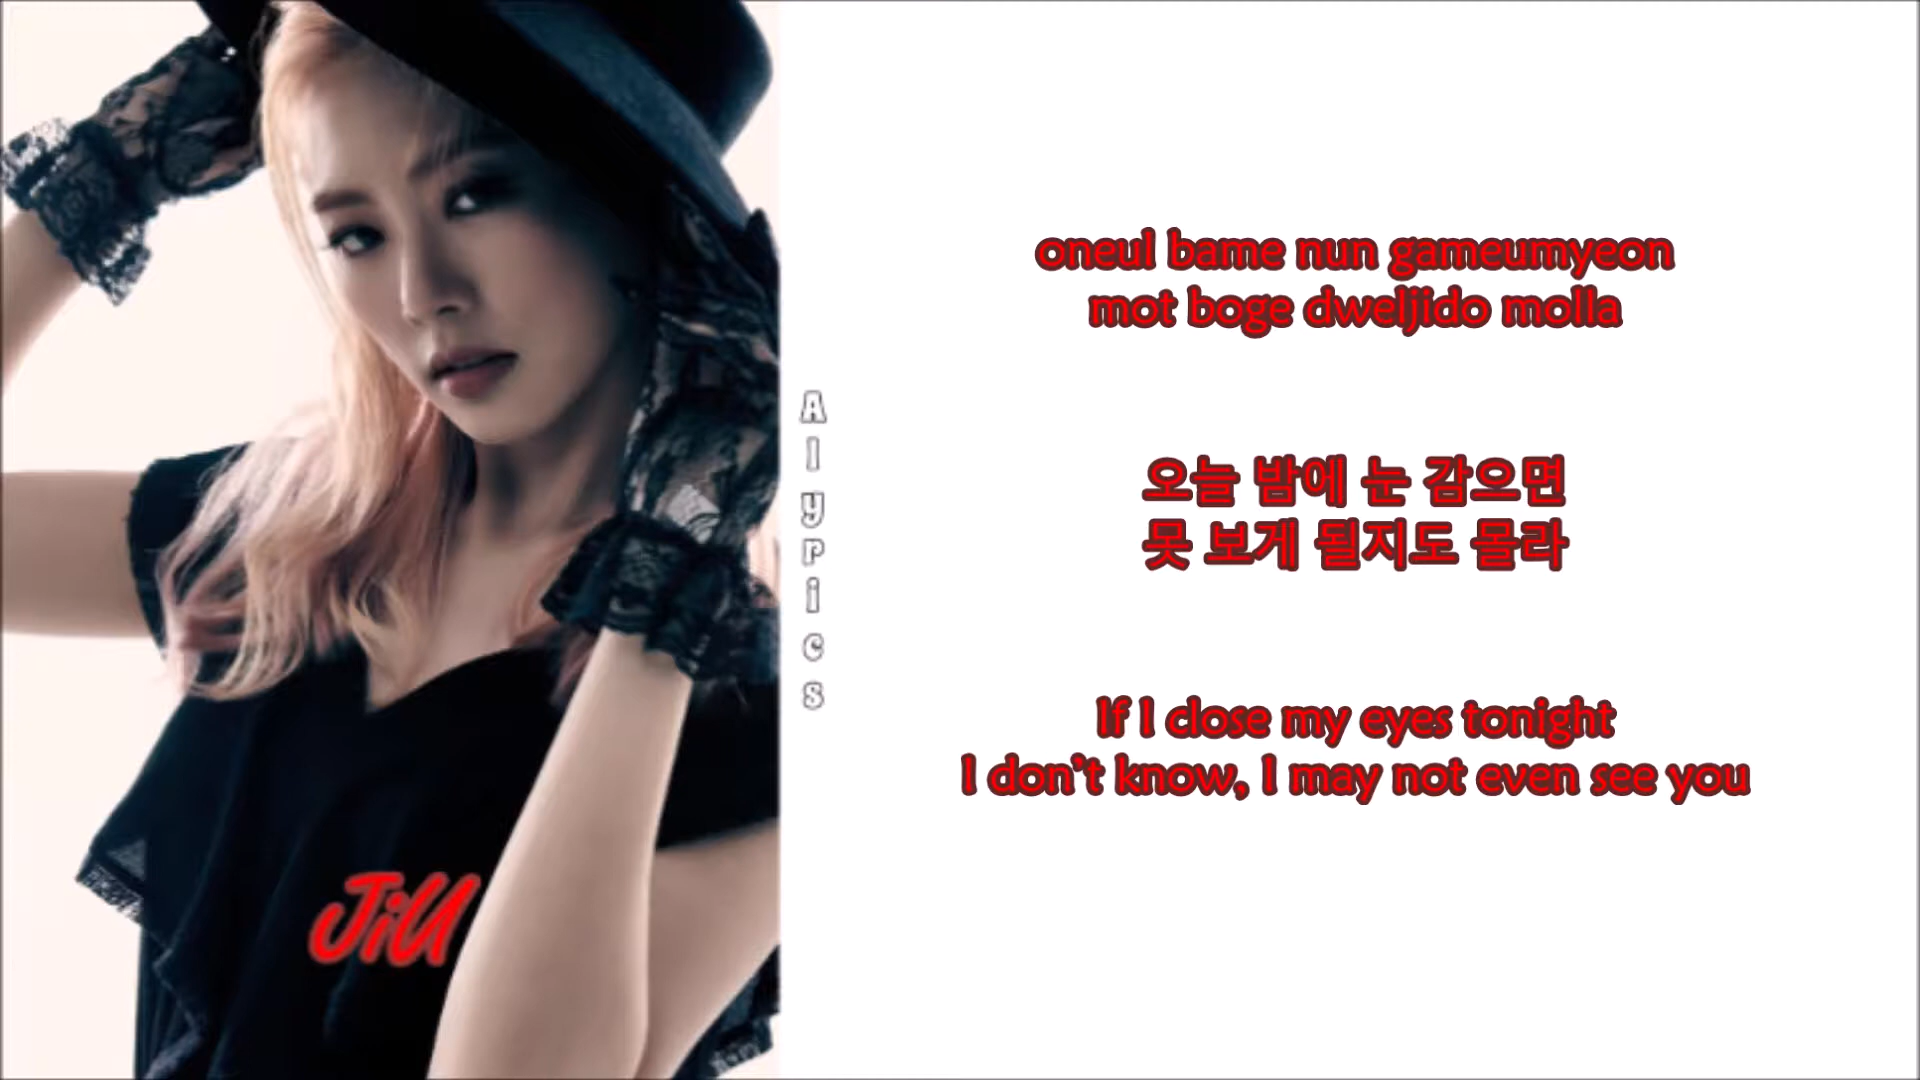 oneul bame nun gameumyeon
mot boge dweljido molla
오늘 밤에 눈 감으면
못 보게 될지도 몰라
If I close my eyes tonight
I don't know, I may not even see you
Alyrics
JiU